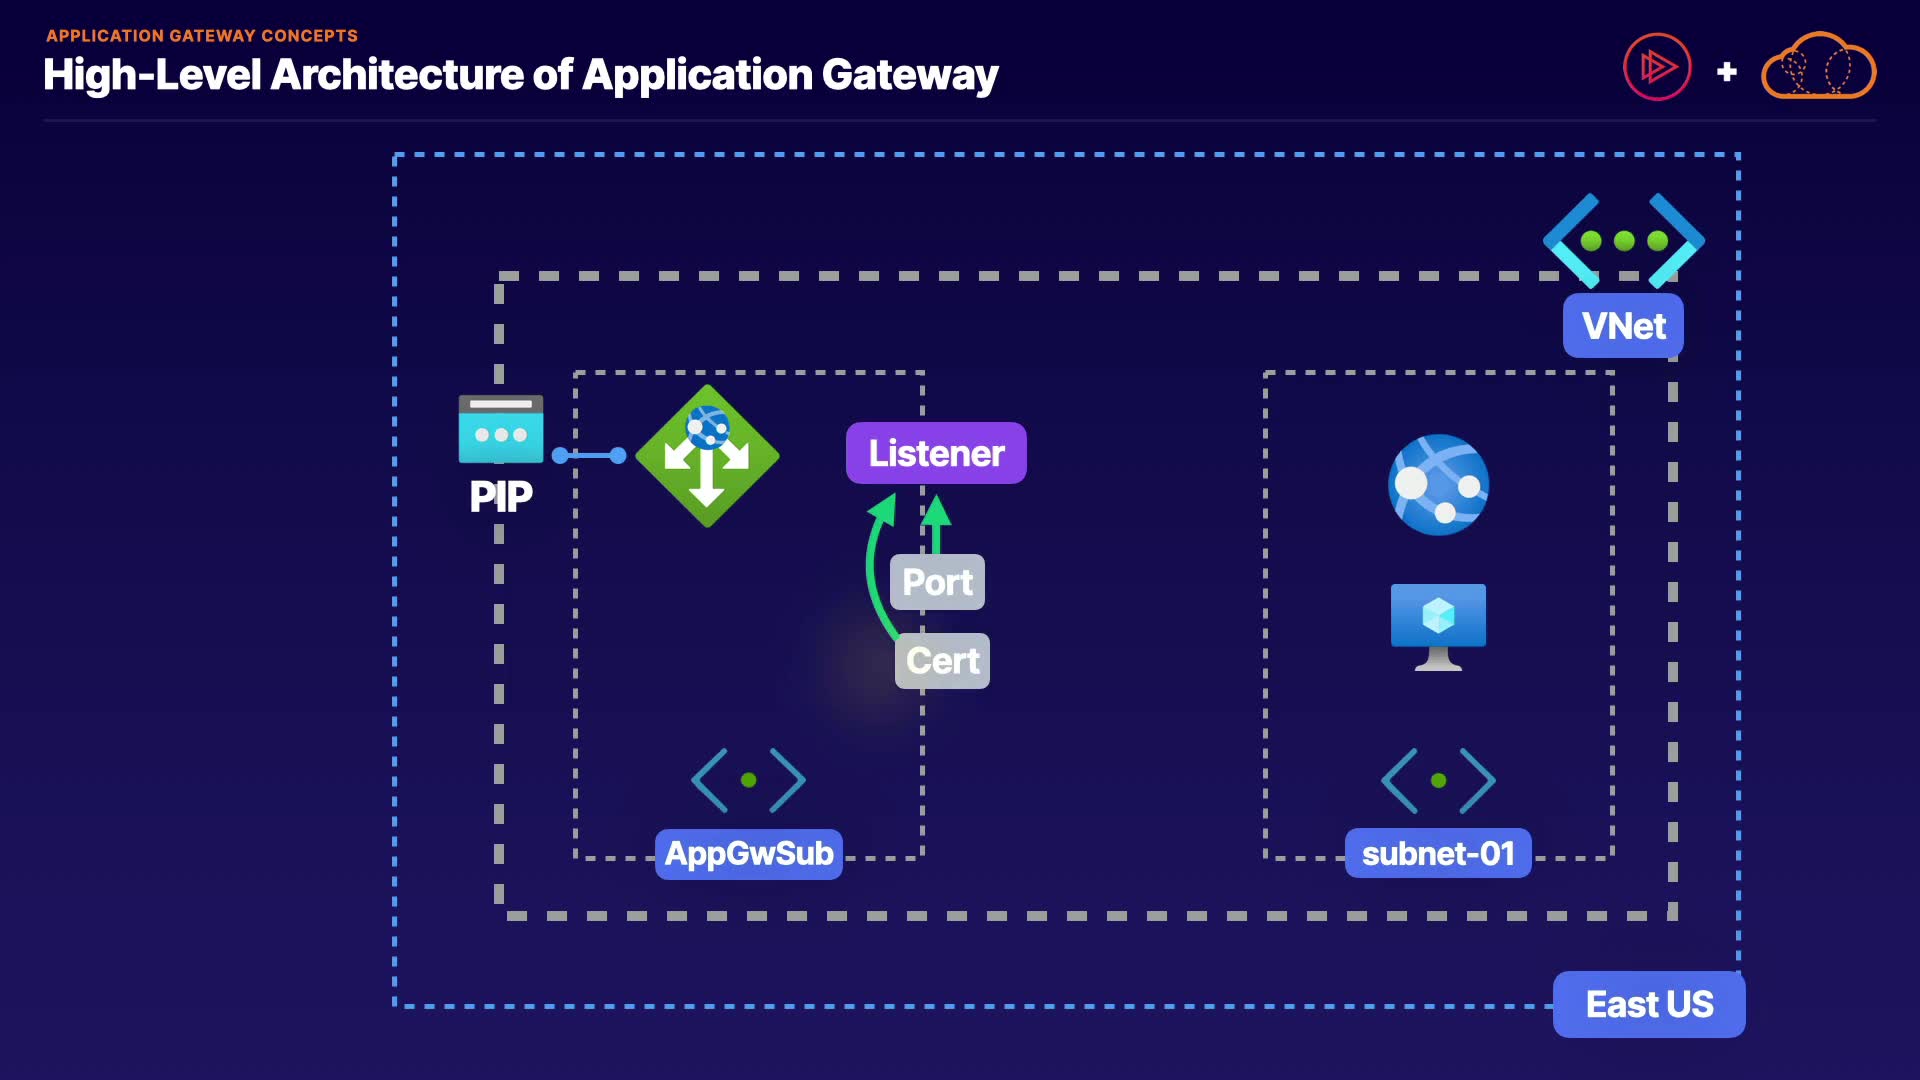 APPLICATION GATEWAY CONCEPTS
High-Level Architecture of Application Gateway
VNet
PIP
Listener
Port
Cert
AppGwSub
subnet-01
East US